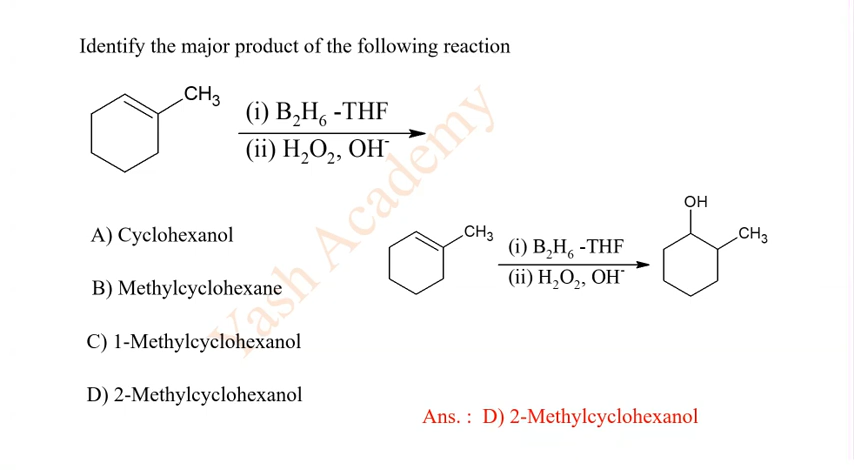 Identify the major product of the following reaction
CH₃
(i) B₂H₆ -THF
(ii) H₂O₂, OH⁻
A) Cyclohexanol
B) Methylcyclohexane
C) 1-Methylcyclohexanol
D) 2-Methylcyclohexanol
CH₃
(i) B₂H₆ -THF
(ii) H₂O₂, OH⁻
OH
CH₃
Ans. : D) 2-Methylcyclohexanol
Yash Academy